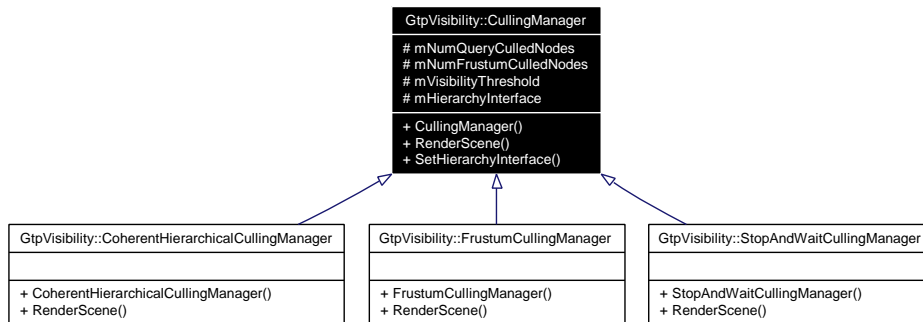 GtpVisibility::CullingManager
# mNumQueryCulledNodes
# mNumFrustumCulledNodes
# mVisibilityThreshold
# mHierarchyInterface
+ CullingManager()
+ RenderScene()
+ SetHierarchyInterface()
GtpVisibility::CoherentHierarchicalCullingManager
+ CoherentHierarchicalCullingManager()
+ RenderScene()
GtpVisibility::FrustumCullingManager
+ FrustumCullingManager()
+ RenderScene()
GtpVisibility::StopAndWaitCullingManager
+ StopAndWaitCullingManager()
+ RenderScene()